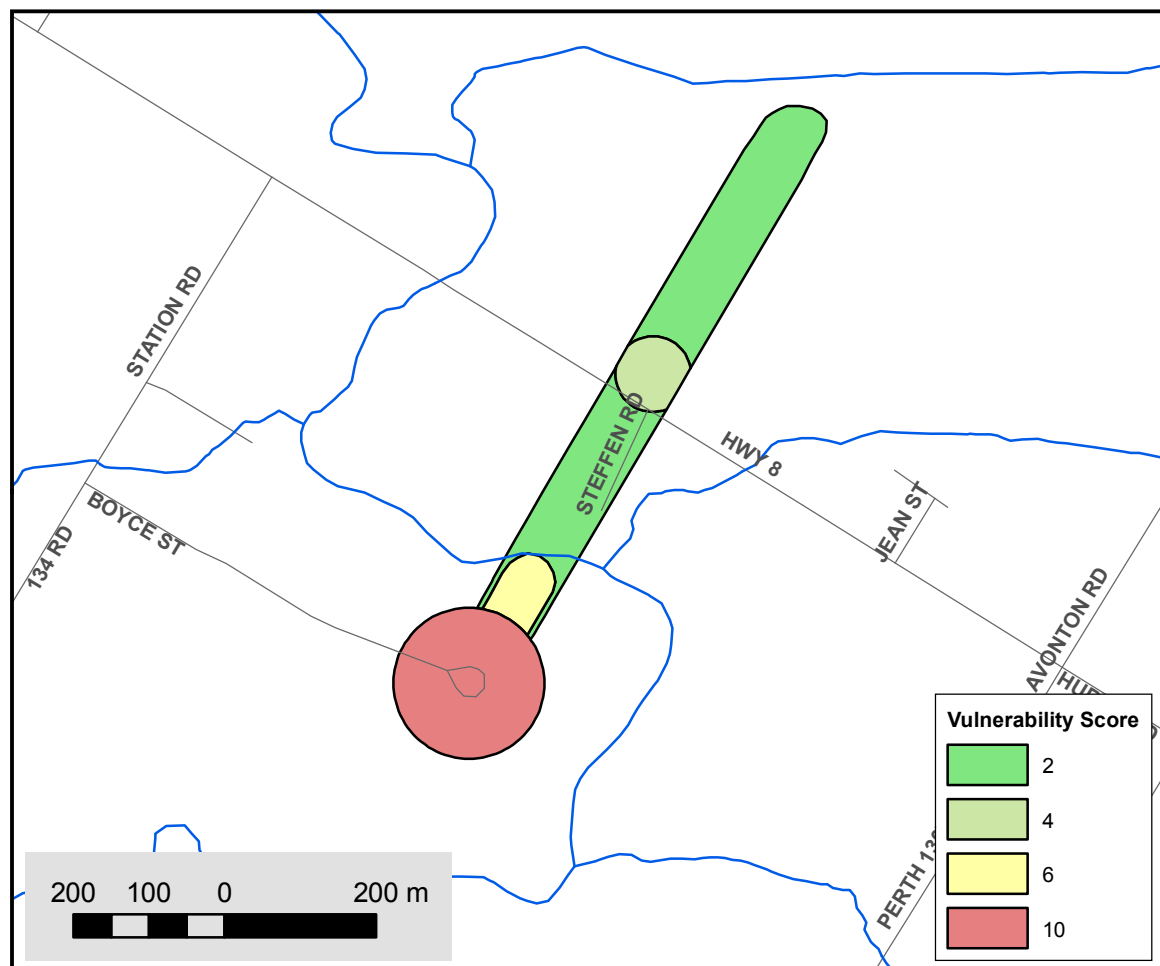 STATION RD
BOYCE ST
134 RD
STEFFEN RD
HWY 8
JEAN ST
AVONTON RD
Vulnerability Score
2
4
6
10
200 100 0 200 m